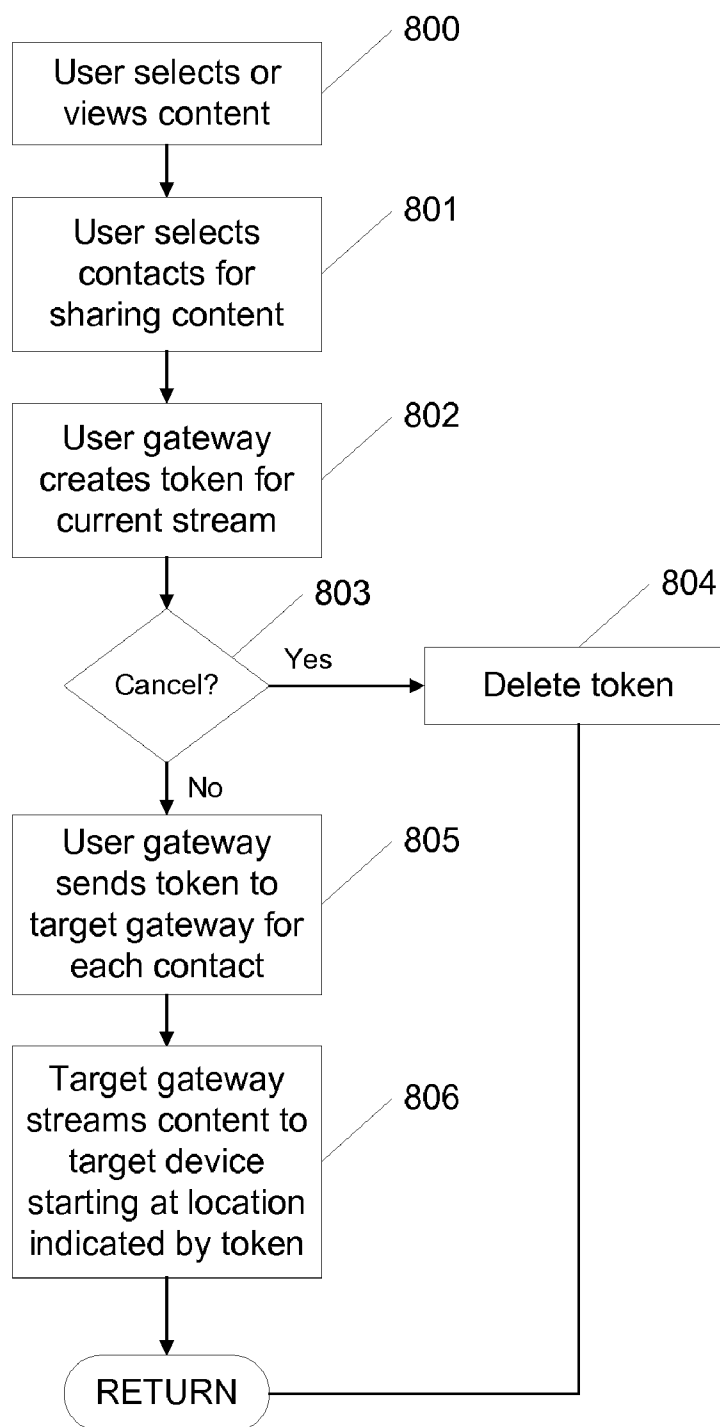 800
User selects or
views content
801
User selects
contacts for
sharing content
802
User gateway
creates token for
current stream
803
Cancel?
Yes
804
Delete token
No
805
User gateway
sends token to
target gateway for
each contact
806
Target gateway
streams content to
target device
starting at location
indicated by token
RETURN